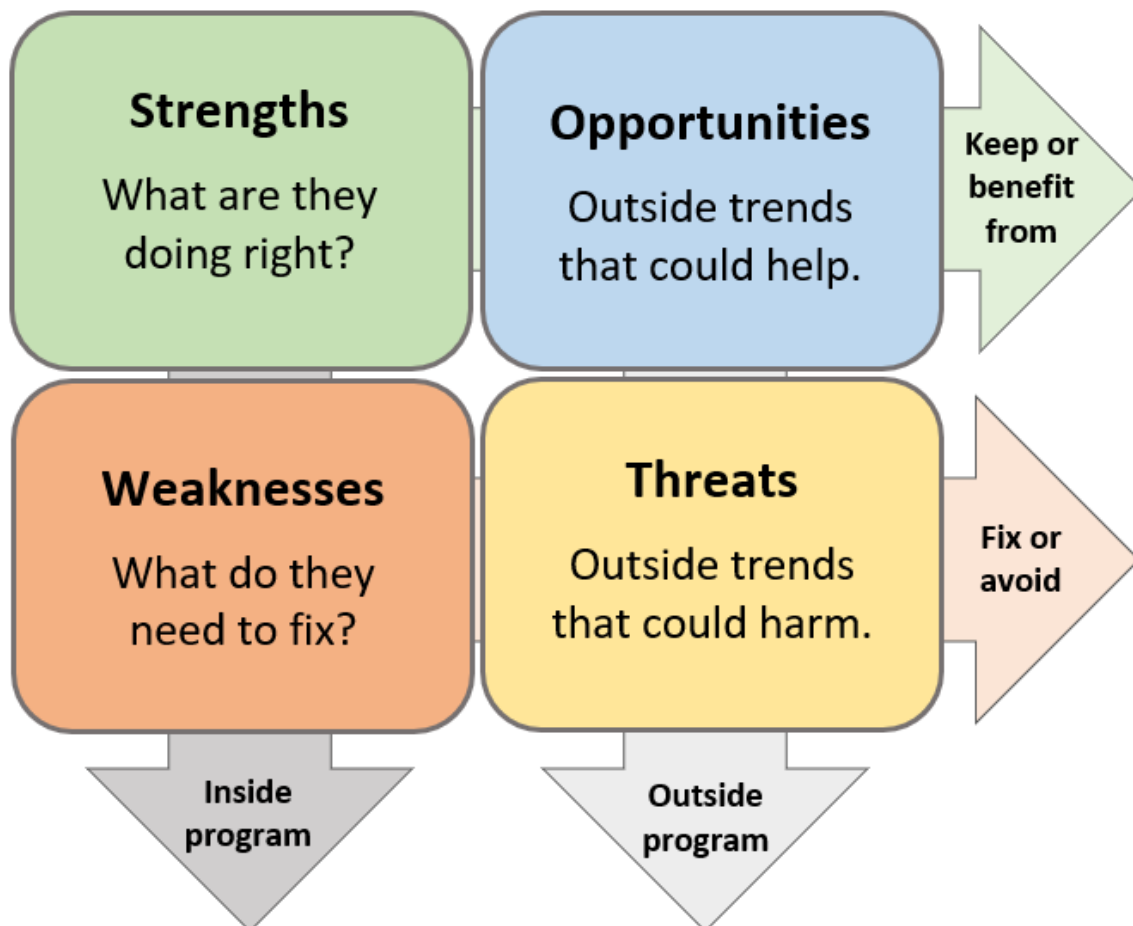 Strengths
What are they
doing right?
Opportunities
Outside trends
that could help.
Keep or
benefit
from
Weaknesses
What do they
need to fix?
Threats
Outside trends
that could harm.
Fix or
avoid
Inside
program
Outside
program